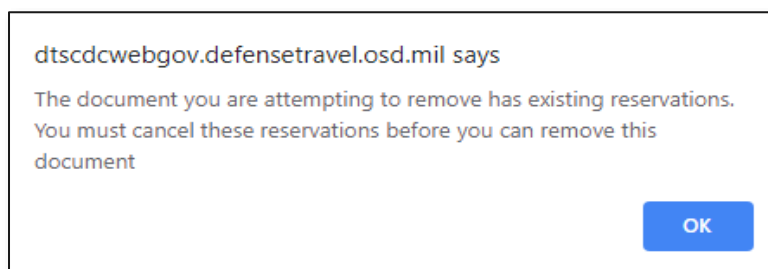 dtscdcwebgov.defensetravel.osd.mil says
The document you are attempting to remove has existing reservations.
You must cancel these reservations before you can remove this
document
OK